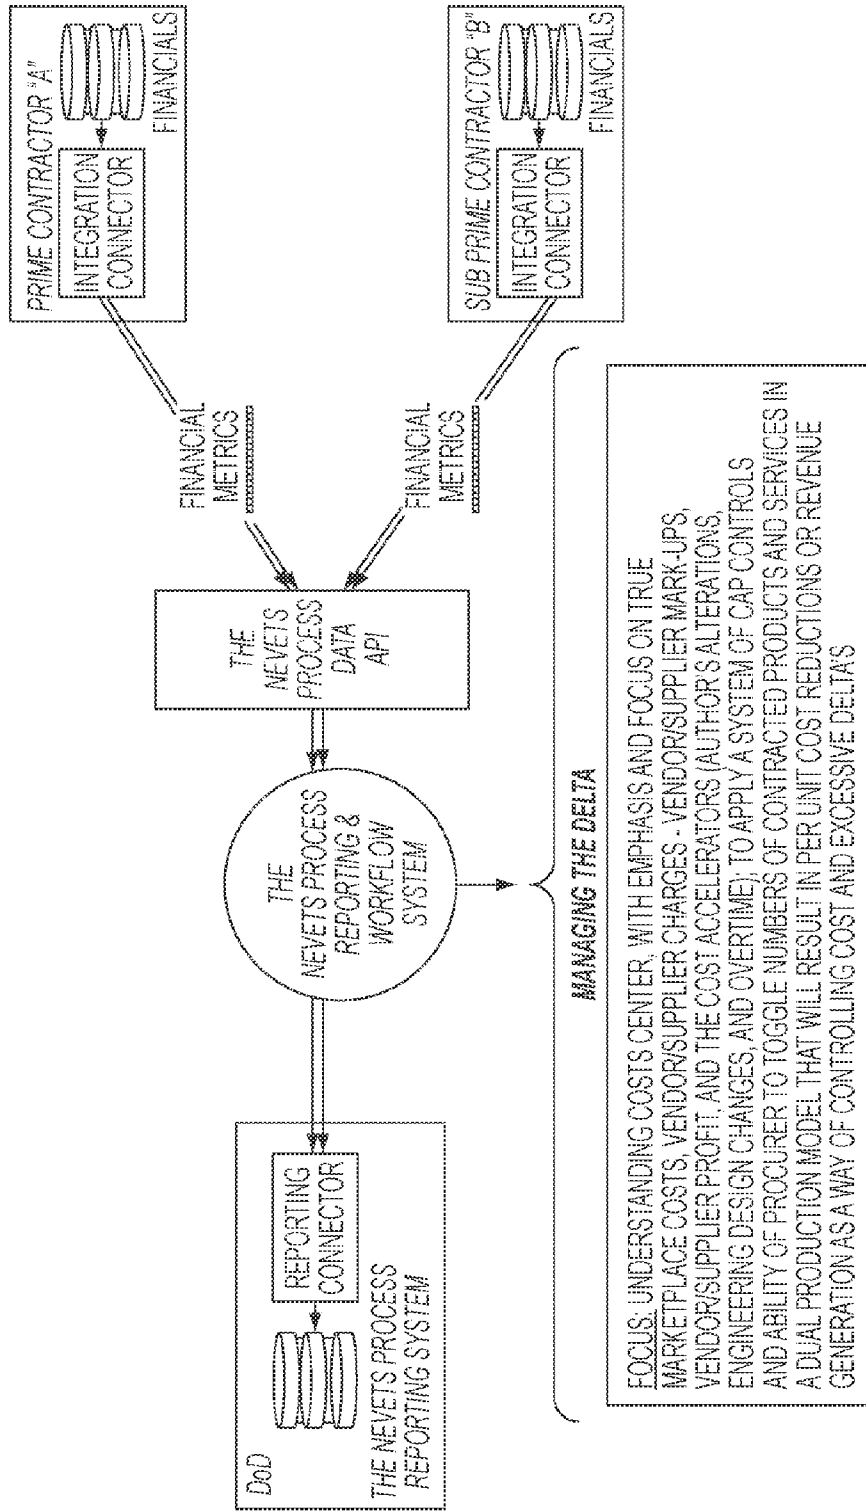 PRIME CONTRACTOR "A"
INTEGRATION
CONNECTOR
FINANCIALS
SUB PRIME CONTRACTOR "B"
INTEGRATION
CONNECTOR
FINANCIALS
FINANCIAL
METRICS
FINANCIAL
METRICS
THE
NEVETS
PROCESS
DATA
API
THE
NEVETS PROCESS
REPORTING &
WORKFLOW
SYSTEM
DoD
REPORTING
CONNECTOR
THE NEVETS PROCESS
REPORTING SYSTEM
MANAGING THE DELTA
FOCUS: UNDERSTANDING COSTS CENTER, WITH EMPHASIS AND FOCUS ON TRUE
MARKETPLACE COSTS, VENDOR/SUPPLIER CHARGES - VENDOR/SUPPLIER MARK-UPS,
VENDOR/SUPPLIER PROFIT, AND THE COST ACCELERATORS (AUTHOR'S ALTERATIONS,
ENGINEERING DESIGN CHANGES, AND OVERTIME), TO APPLY A SYSTEM OF CAP CONTROLS
AND ABILITY OF PROCURER TO TOGGLE NUMBERS OF CONTRACTED PRODUCTS AND SERVICES IN
A DUAL PRODUCTION MODEL THAT WILL RESULT IN PER UNIT COST REDUCTIONS OR REVENUE
GENERATION AS A WAY OF CONTROLLING COST AND EXCESSIVE DELTA'S